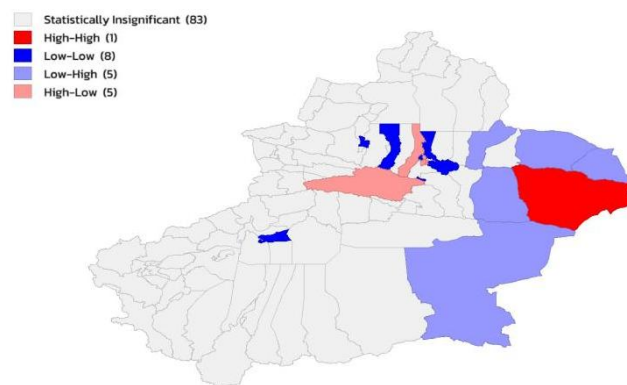 Statistically Insignificant (83)
High-High (1)
Low-Low (8)
Low-High (5)
High-Low (5)